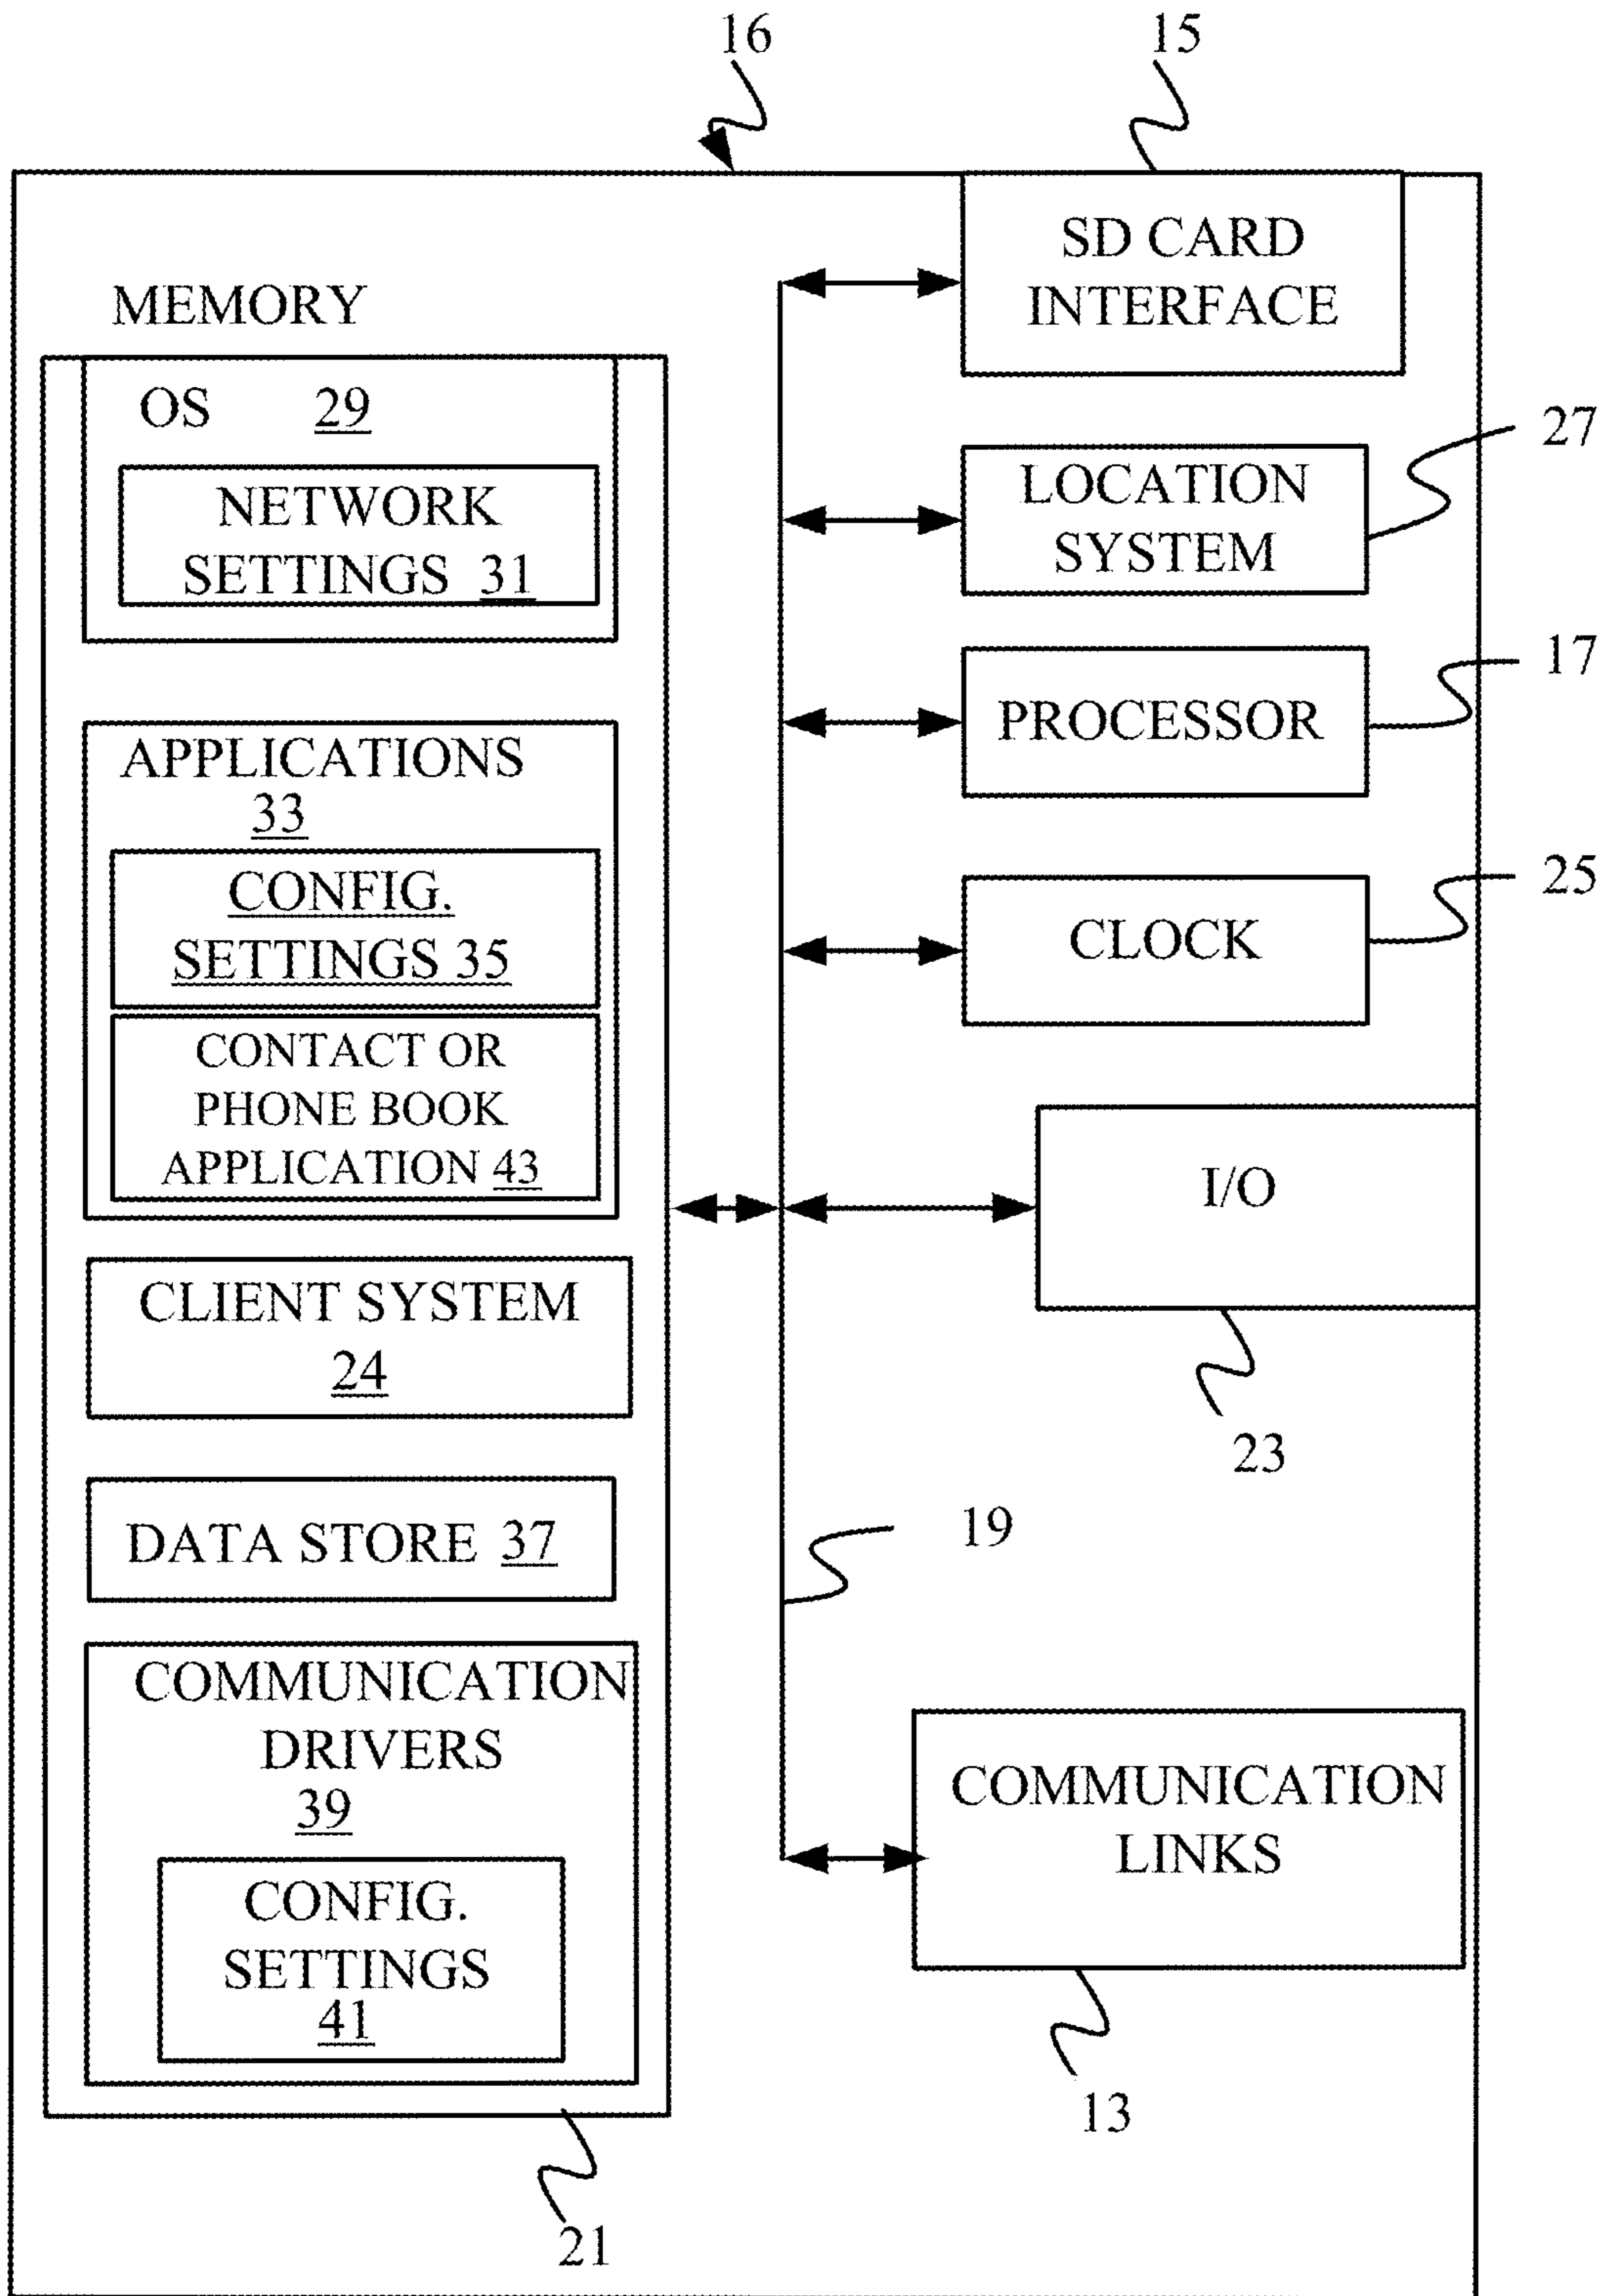 16
15
SD CARD
INTERFACE
MEMORY
OS 29
NETWORK
SETTINGS 31
LOCATION
SYSTEM
27
PROCESSOR
17
APPLICATIONS
33
CONFIG.
SETTINGS 35
CLOCK
25
CONTACT OR
PHONE BOOK
APPLICATION 43
I/O
23
CLIENT SYSTEM
24
DATA STORE 37
19
COMMUNICATION
DRIVERS
39
CONFIG.
SETTINGS
41
COMMUNICATION
LINKS
13
21